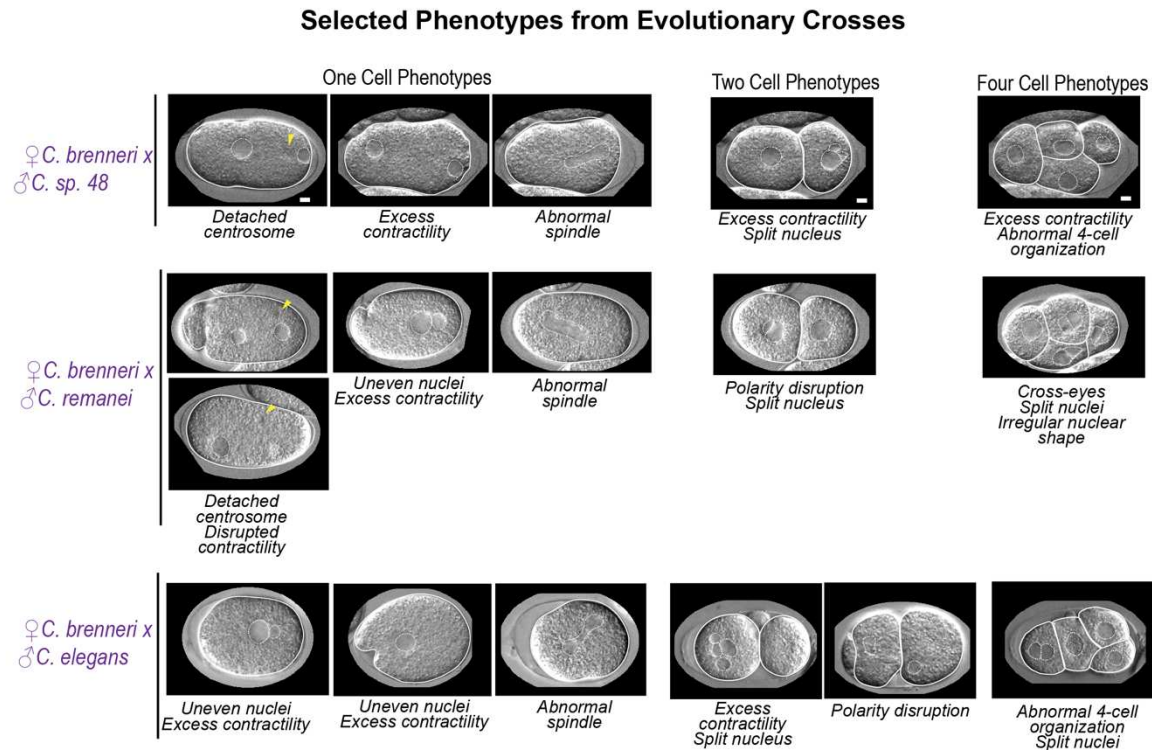 Selected Phenotypes from Evolutionary Crosses
One Cell Phenotypes
Two Cell Phenotypes
Four Cell Phenotypes
♀C. brenneri x
♂C. sp. 48
Detached
centrosome
Excess
contractility
Abnormal
spindle
Excess contractility
Split nucleus
Excess contractility
Abnormal 4-cell
organization
♀C. brenneri x
♂C. remanei
Uneven nuclei
Excess contractility
Abnormal
spindle
Polarity disruption
Split nucleus
Cross-eyes
Split nuclei
Irregular nuclear
shape
Detached
centrosome
Disrupted
contractility
♀C. brenneri x
♂C. elegans
Uneven nuclei
Excess contractility
Uneven nuclei
Excess contractility
Abnormal
spindle
Excess
contractility
Split nucleus
Polarity disruption
Abnormal 4-cell
organization
Split nuclei